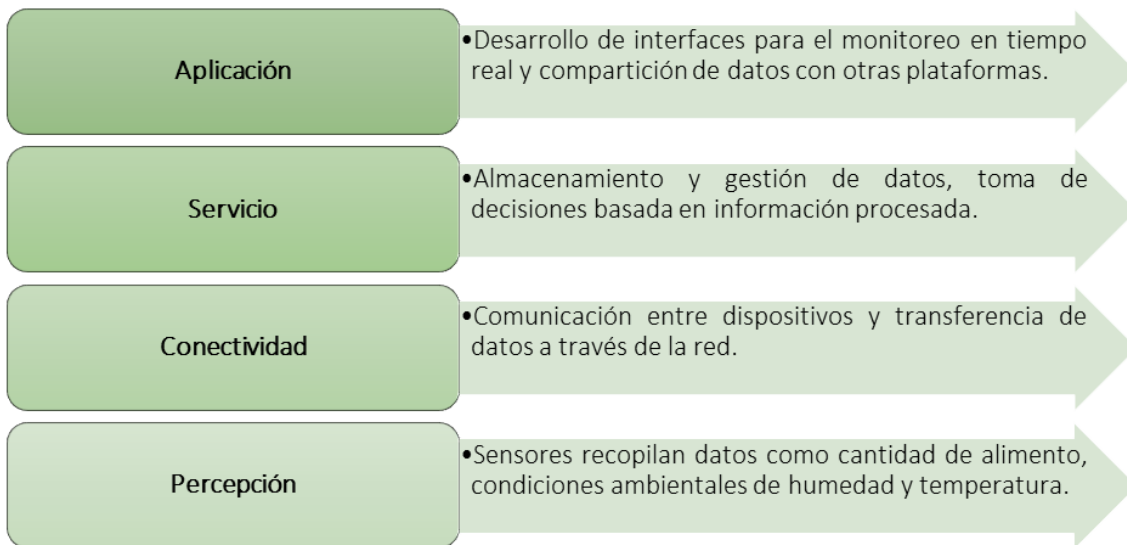 Aplicación
•Desarrollo de interfaces para el monitoreo en tiempo
real y compartición de datos con otras plataformas.
Servicio
•Almacenamiento y gestión de datos, toma de
decisiones basada en información procesada.
Conectividad
•Comunicación entre dispositivos y transferencia de
datos a través de la red.
Percepción
•Sensores recopilan datos como cantidad de alimento,
condiciones ambientales de humedad y temperatura.